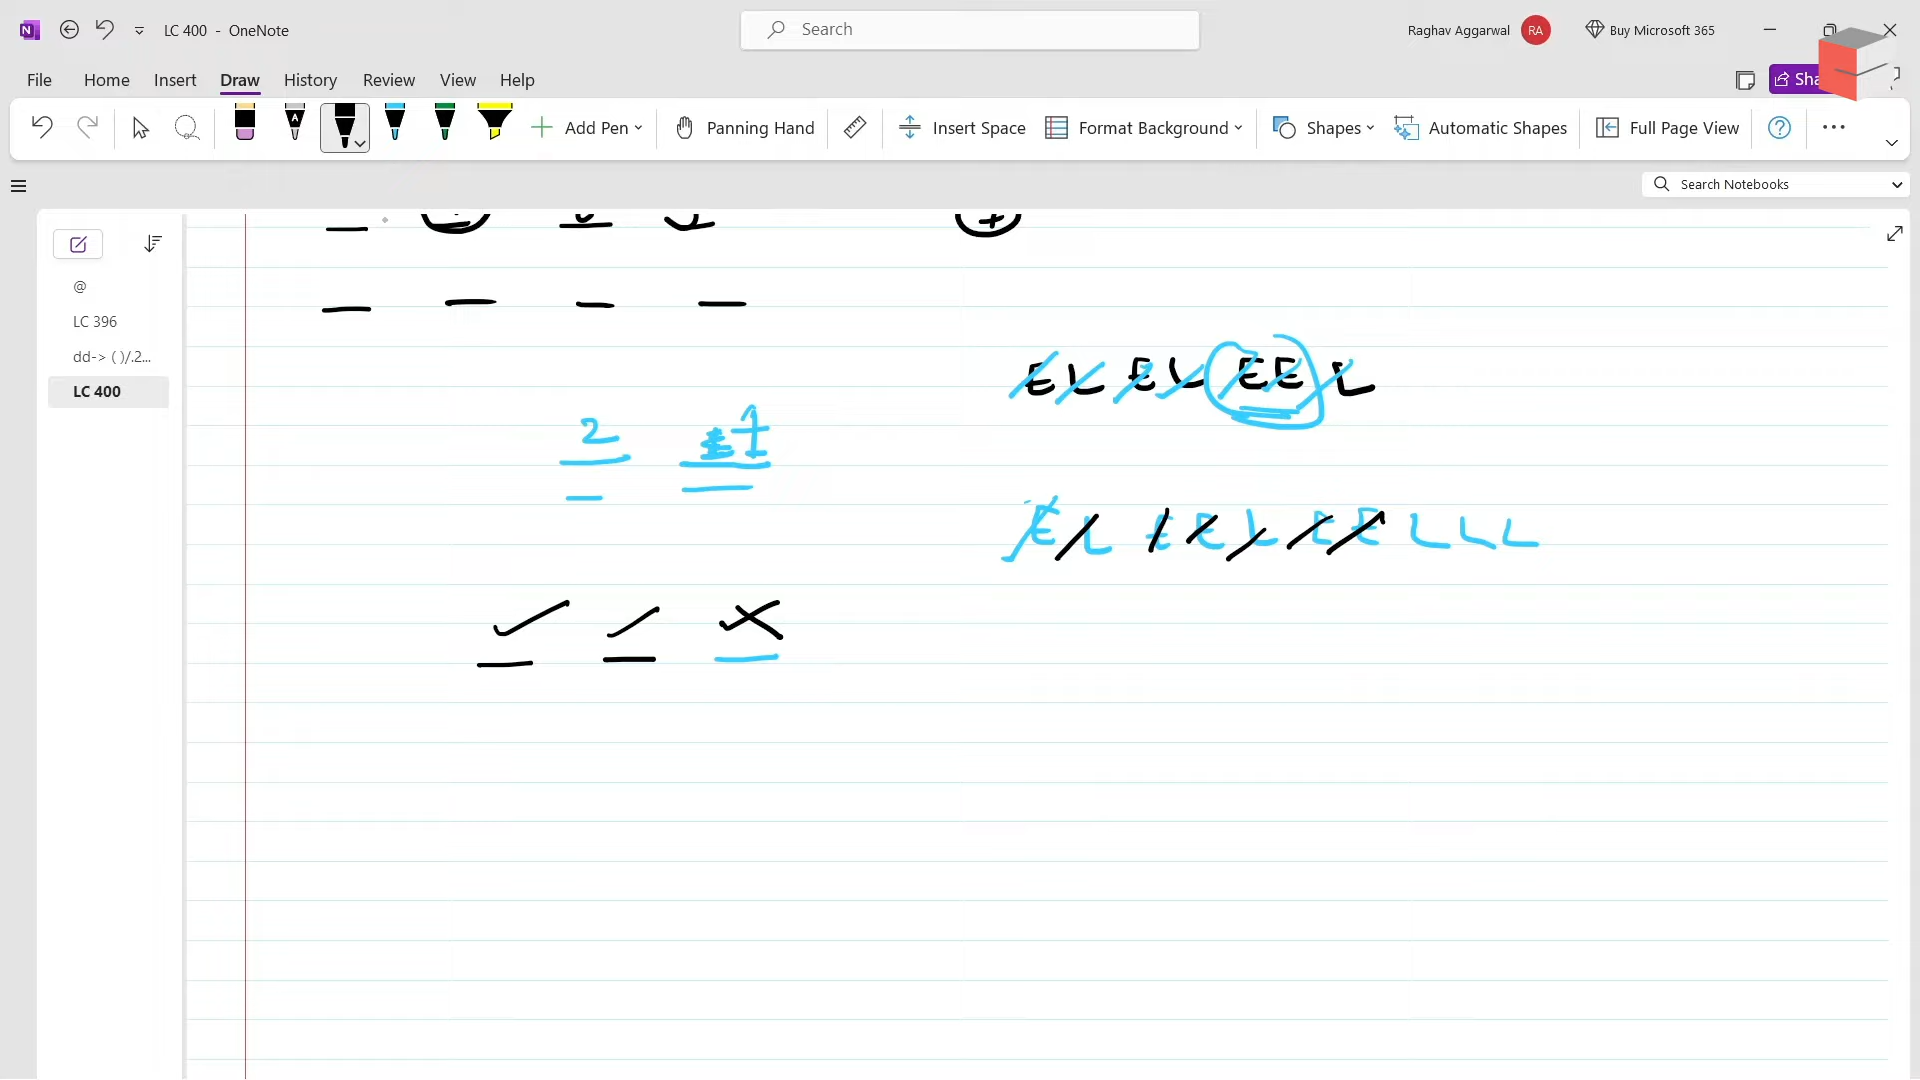 LC 400 - OneNote
Search
Raghav Aggarwal
RA
Buy Microsoft 365
File Home Insert Draw History Review View Help
Sha
A
Add Pen
Panning Hand
Insert Space
Format Background
Shapes
Automatic Shapes
Full Page View
Search Notebooks
@
LC 396
dd-> ( )/.2...
LC 400
E L E L E E L
2
E L E E L E E L L L